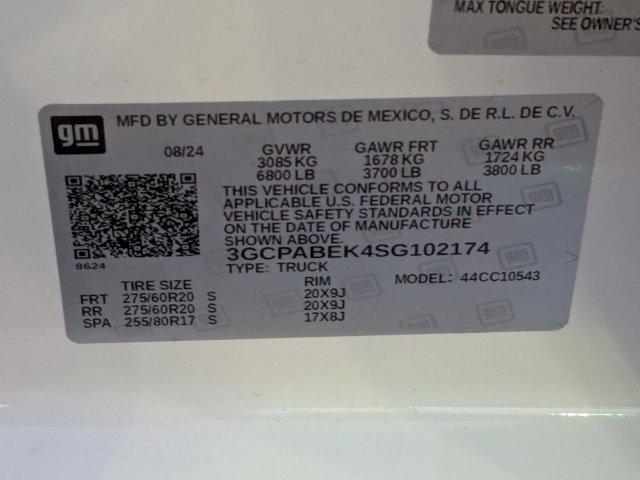 MAX TONGUE WEIGHT:
SEE OWNER'S
gm
MFD BY GENERAL MOTORS DE MEXICO, S. DE R.L. DE C.V.
08/24 GVWR GAWR FRT GAWR RR
3085 KG 1678 KG 1724 KG
6800 LB 3700 LB 3800 LB
THIS VEHICLE CONFORMS TO ALL
APPLICABLE U.S. FEDERAL MOTOR
VEHICLE SAFETY STANDARDS IN EFFECT
ON THE DATE OF MANUFACTURE
SHOWN ABOVE.
3GCPABEK4SG102174
8624
TYPE: TRUCK MODEL: 44CC10543
TIRE SIZE RIM
FRT 275/60R20 S 20X9J
RR 275/60R20 S 20X9J
SPA 255/80R17 S 17X8J